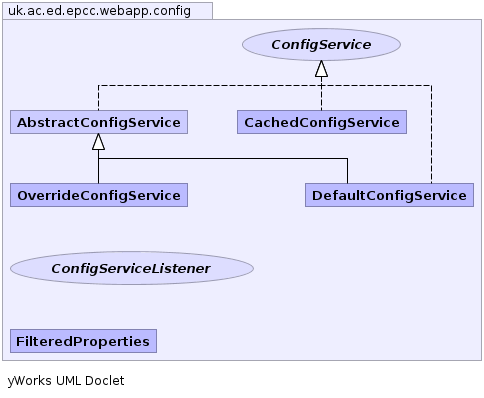 uk.ac.ed.epcc.webapp.config
ConfigService
AbstractConfigService
CachedConfigService
OverrideConfigService
DefaultConfigService
ConfigServiceListener
FilteredProperties
yWorks UML Doclet